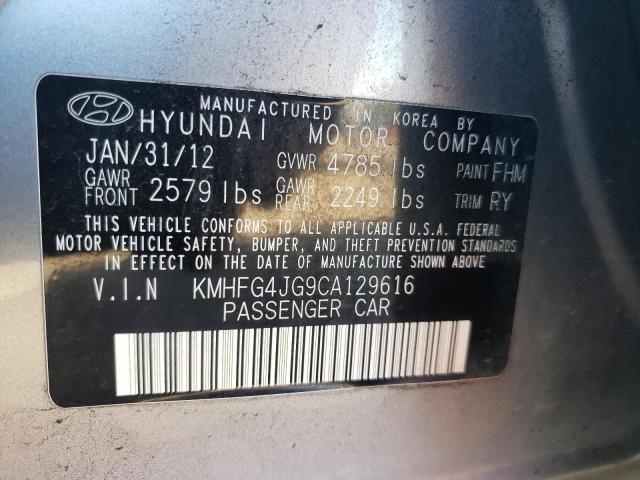 MANUFACTURED IN KOREA BY
HYUNDAI MOTOR COMPANY
JAN/31/12 GVWR 4785 lbs PAINT FHM
GAWR FRONT 2579 lbs GAWR REAR 2249 lbs TRIM RY
THIS VEHICLE CONFORMS TO ALL APPLICABLE U.S.A. FEDERAL
MOTOR VEHICLE SAFETY, BUMPER, AND THEFT PREVENTION STANDARDS
IN EFFECT ON THE DATE OF MANUFACTURE SHOWN ABOVE.
V.I.N KMHFG4JG9CA129616
PASSENGER CAR